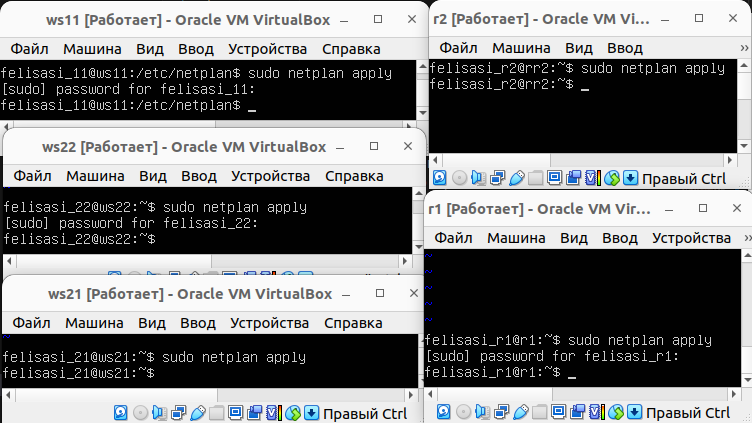 ws11 [Работает] - Oracle VM VirtualBox
Файл Машина Вид Ввод Устройства Справка
felisasi_11@ws11:/etc/netplan$ sudo netplan apply
[sudo] password for felisasi_11:
felisasi_11@ws11:/etc/netplan$ _
r2 [Работает] - Oracle VM Vi...
Файл Машина Вид Ввод »
felisasi_r2@rr2:~$ sudo netplan apply
felisasi_r2@rr2:~$ _
Правый Ctrl
ws22 [Работает] - Oracle VM VirtualBox
Файл Машина Вид Ввод Устройства Справка
felisasi_22@ws22:~$ sudo netplan apply
[sudo] password for felisasi_22:
felisasi_22@ws22:~$
r1 [Работает] - Oracle VM Vir...
Файл Машина Вид Ввод Устройства »
~
~
~
~
~
felisasi_r1@r1:~$ sudo netplan apply
[sudo] password for felisasi_r1:
felisasi_r1@r1:~$ _
Правый Ctrl
ws21 [Работает] - Oracle VM VirtualBox
Файл Машина Вид Ввод Устройства Справка
felisasi_21@ws21:~$ sudo netplan apply
felisasi_21@ws21:~$
Правый Ctrl